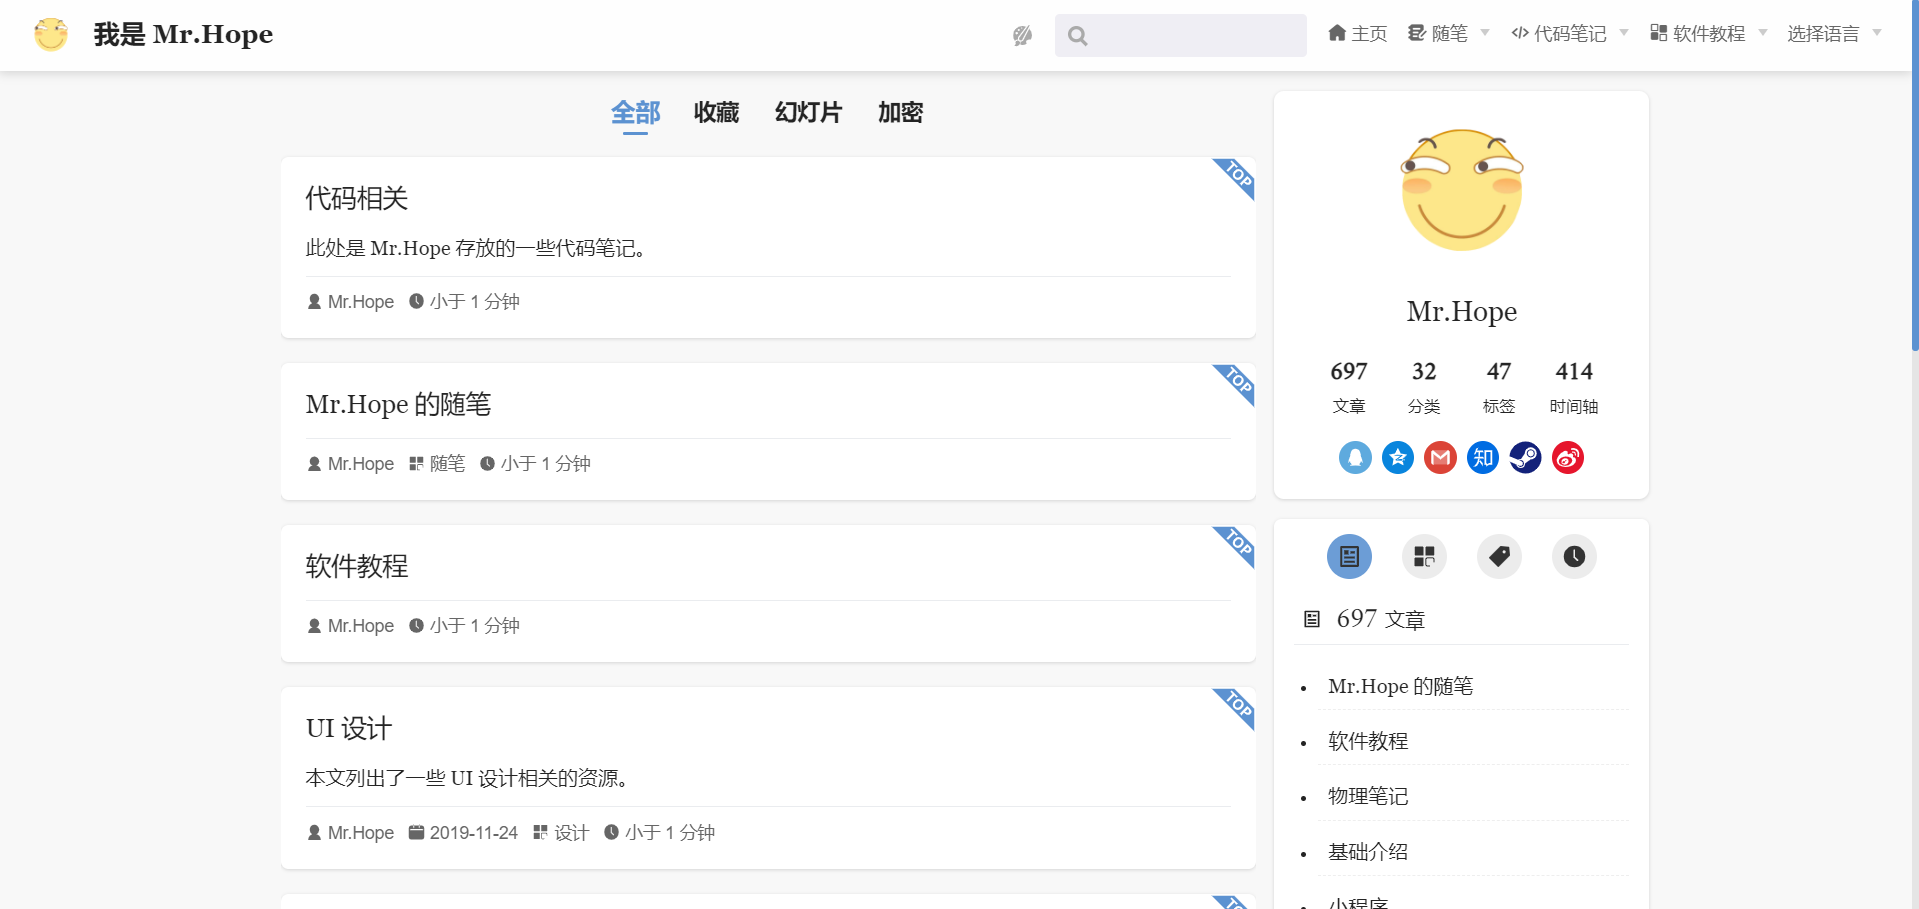 我是 Mr.Hope
主页 随笔 代码笔记 软件教程 选择语言
全部 收藏 幻灯片 加密
TOP
代码相关
此处是 Mr.Hope 存放的一些代码笔记。
Mr.Hope 小于 1 分钟
TOP
Mr.Hope 的随笔
Mr.Hope 随笔 小于 1 分钟
TOP
软件教程
Mr.Hope 小于 1 分钟
TOP
UI 设计
本文列出了一些 UI 设计相关的资源。
Mr.Hope 2019-11-24 设计 小于 1 分钟
TOP
Mr.Hope
697 32 47 414
文章 分类 标签 时间轴
知
697 文章
Mr.Hope 的随笔
软件教程
物理笔记
基础介绍
小程序